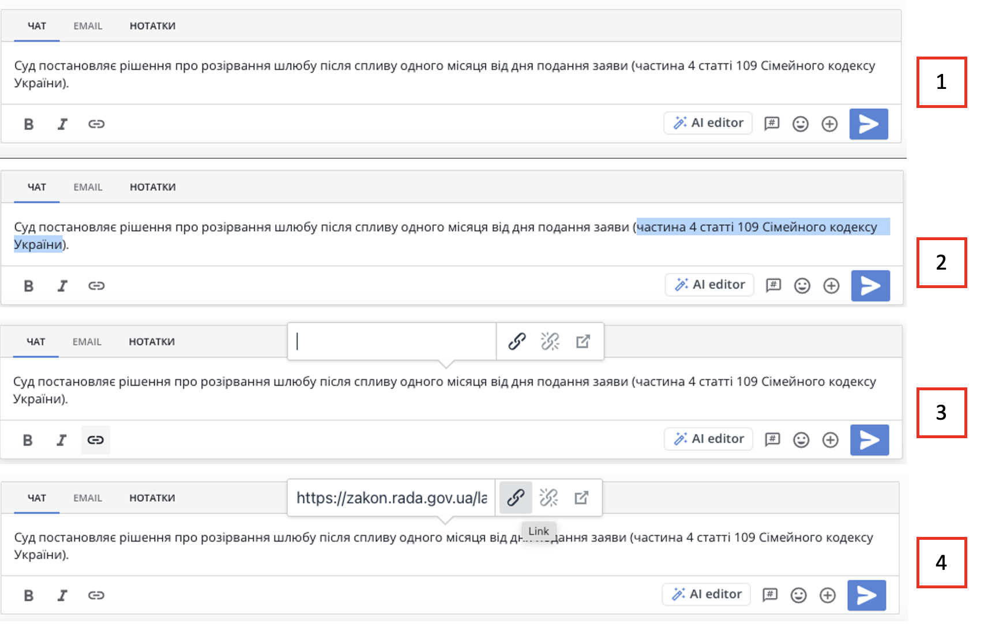 ЧАТ EMAIL НОТАТКИ
Суд постановляє рішення про розірвання шлюбу після спливу одного місяця від дня подання заяви (частина 4 статті 109 Сімейного кодексу
України).
B I AI editor #
1
ЧАТ EMAIL НОТАТКИ
Суд постановляє рішення про розірвання шлюбу після спливу одного місяця від дня подання заяви (частина 4 статті 109 Сімейного кодексу
України).
B I AI editor #
2
ЧАТ EMAIL НОТАТКИ
Суд постановляє рішення про розірвання шлюбу після спливу одного місяця від дня подання заяви (частина 4 статті 109 Сімейного кодексу
України).
B I AI editor #
3
ЧАТ EMAIL НОТАТКИ
https://zakon.rada.gov.ua/la
Link
Суд постановляє рішення про розірвання шлюбу після спливу одного місяця від заяви (частина 4 статті 109 Сімейного кодексу
України).
B I AI editor #
4